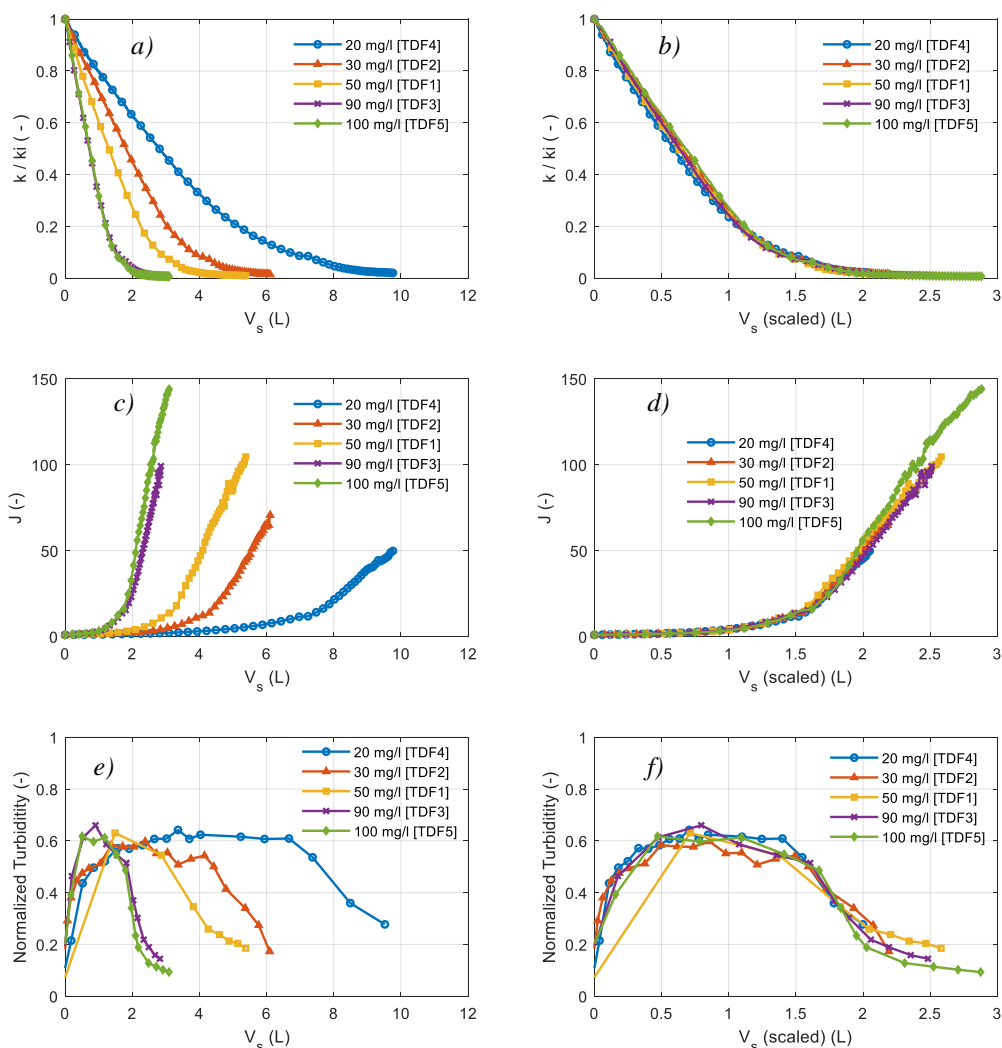 a)
1
0.8
0.6
0.4
0.2
0
k / ki ( - )
20 mg/l [TDF4]
30 mg/l [TDF2]
50 mg/l [TDF1]
90 mg/l [TDF3]
100 mg/l [TDF5]
0 2 4 6 8 10 12
V_s (L)
b)
1
0.8
0.6
0.4
0.2
0
k / ki ( - )
20 mg/l [TDF4]
30 mg/l [TDF2]
50 mg/l [TDF1]
90 mg/l [TDF3]
100 mg/l [TDF5]
0 0.5 1 1.5 2 2.5 3
V_s (scaled) (L)
c)
150
100
50
0
J (-)
20 mg/l [TDF4]
30 mg/l [TDF2]
50 mg/l [TDF1]
90 mg/l [TDF3]
100 mg/l [TDF5]
0 2 4 6 8 10 12
V_s (L)
d)
150
100
50
0
J (-)
20 mg/l [TDF4]
30 mg/l [TDF2]
50 mg/l [TDF1]
90 mg/l [TDF3]
100 mg/l [TDF5]
0 0.5 1 1.5 2 2.5 3
V_s (scaled) (L)
e)
1
0.8
0.6
0.4
0.2
0
Normalized Turbiditity (-)
20 mg/l [TDF4]
30 mg/l [TDF2]
50 mg/l [TDF1]
90 mg/l [TDF3]
100 mg/l [TDF5]
0 2 4 6 8 10 12
V_s (L)
f)
1
0.8
0.6
0.4
0.2
0
Normalized Turbiditity (-)
20 mg/l [TDF4]
30 mg/l [TDF2]
50 mg/l [TDF1]
90 mg/l [TDF3]
100 mg/l [TDF5]
0 0.5 1 1.5 2 2.5 3
V_s (scaled) (L)